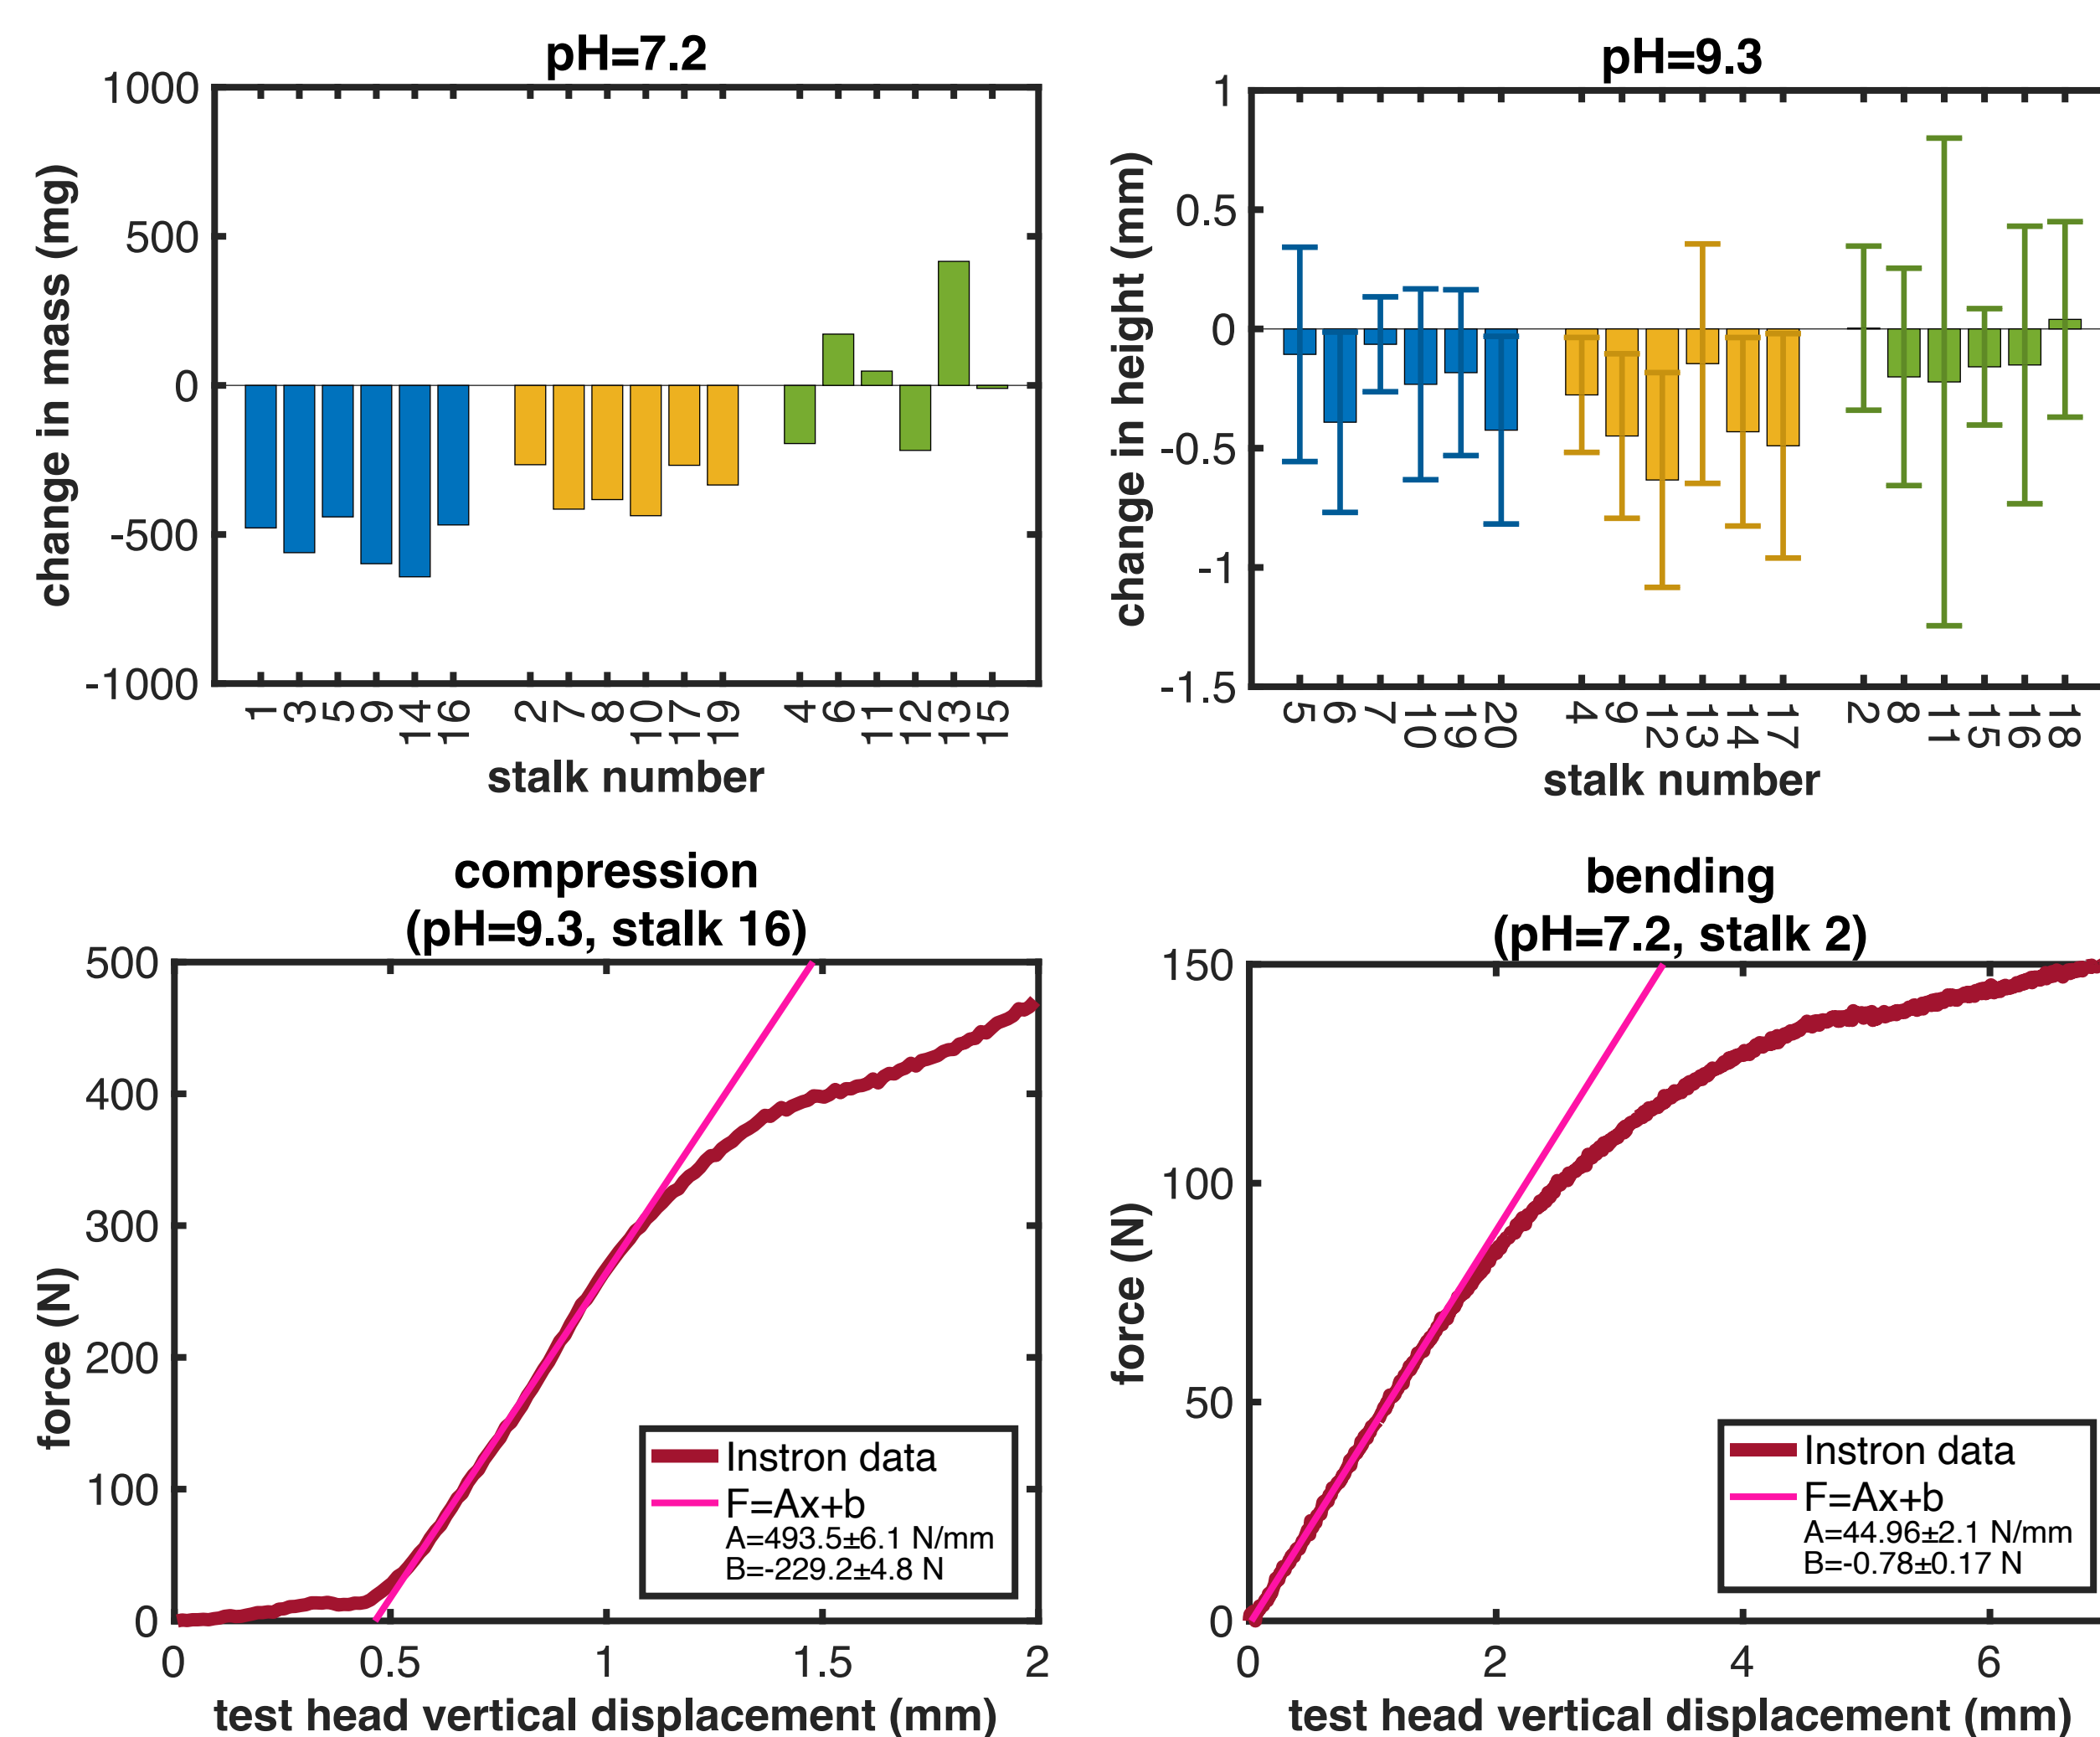 pH=7.2
1000
500
0
-500
-1000
change in mass (mg)
1 3 5 9 14 16 2 7 8 10 17 19 4 6 11 12 13 15
stalk number
pH=9.3
1
0.5
0
-0.5
-1
-1.5
change in height (mm)
5 6 7 10 19 20 4 9 12 13 14 17 2 8 11 15 16 18
stalk number
compression
(pH=9.3, stalk 16)
500
400
300
200
100
0
force (N)
Instron data
F=Ax+b
A=493.5±6.1 N/mm
B=-229.2±4.8 N
0 0.5 1 1.5 2
test head vertical displacement (mm)
bending
(pH=7.2, stalk 2)
150
100
50
0
force (N)
Instron data
F=Ax+b
A=44.96±2.1 N/mm
B=-0.78±0.17 N
0 2 4 6
test head vertical displacement (mm)